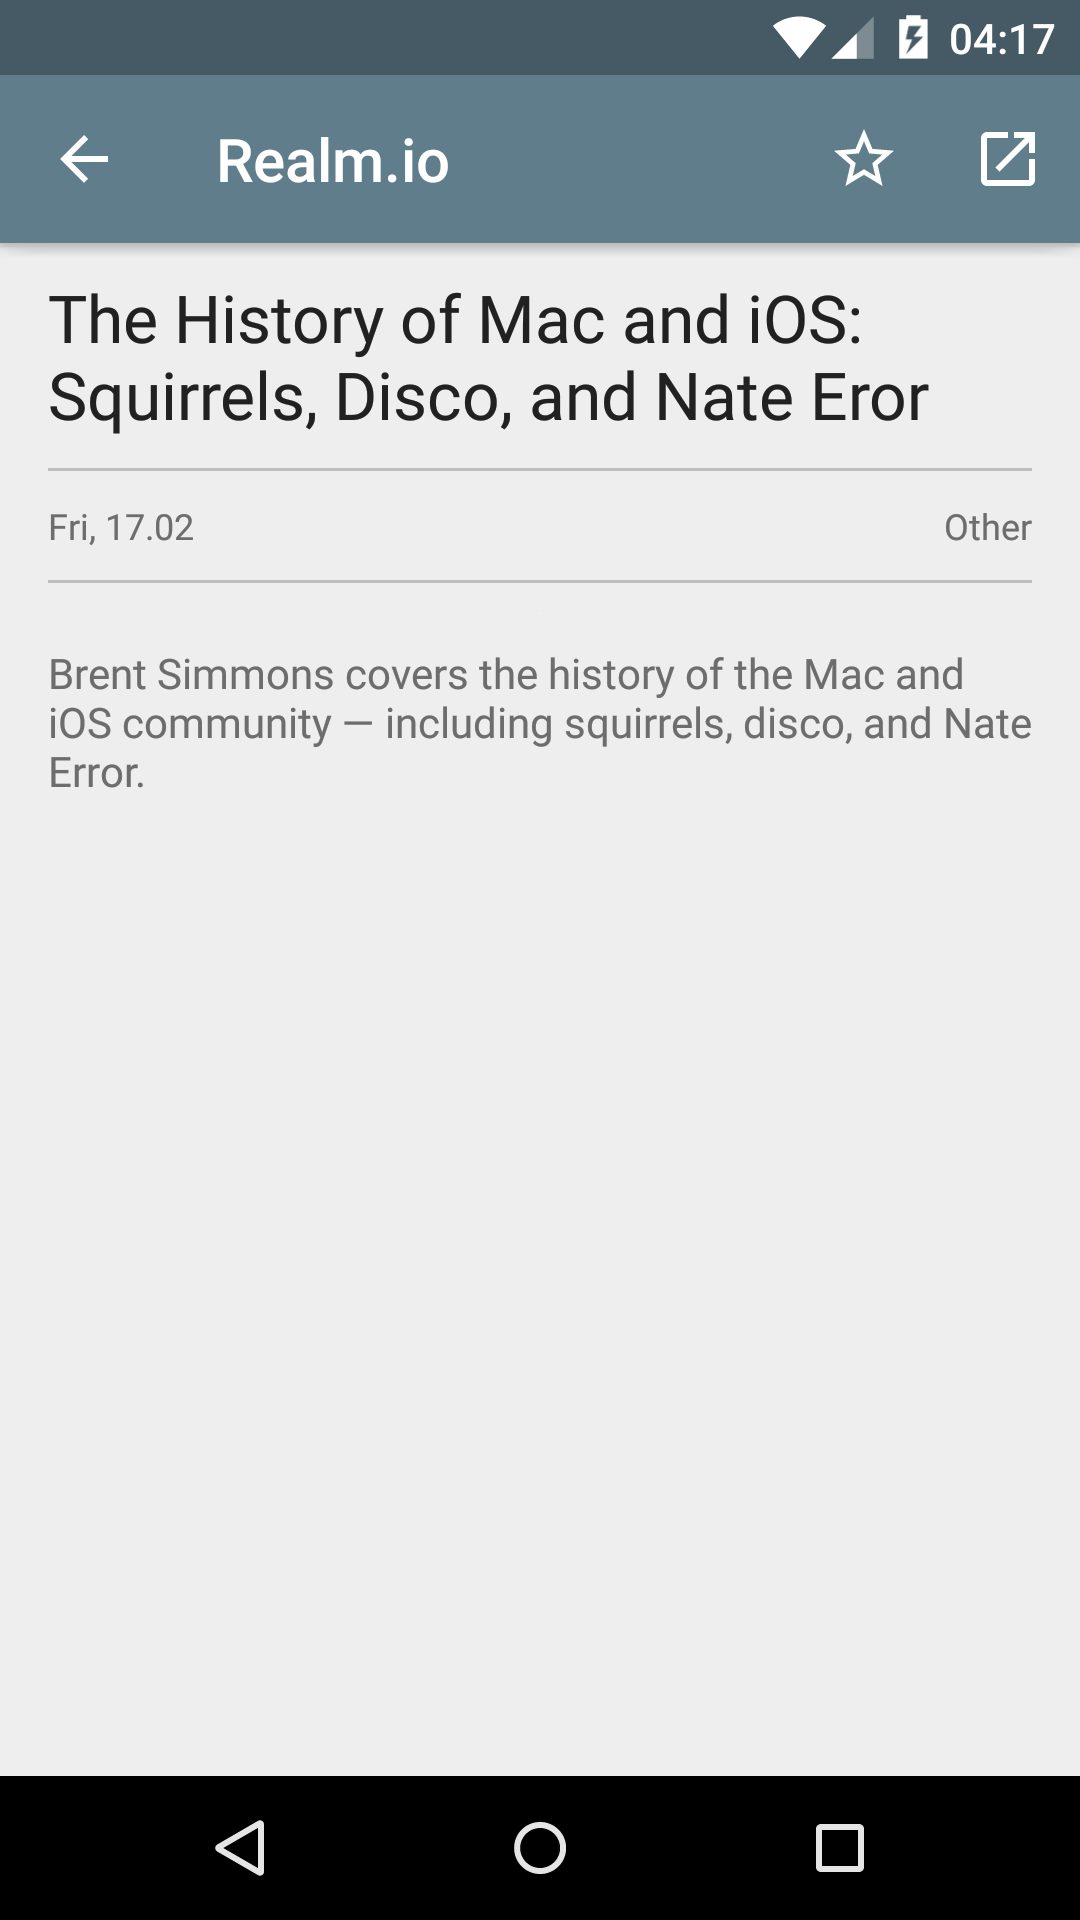 04:17
Realm.io
The History of Mac and iOS:
Squirrels, Disco, and Nate Eror
Fri, 17.02
Other
Brent Simmons covers the history of the Mac and
iOS community — including squirrels, disco, and Nate
Error.